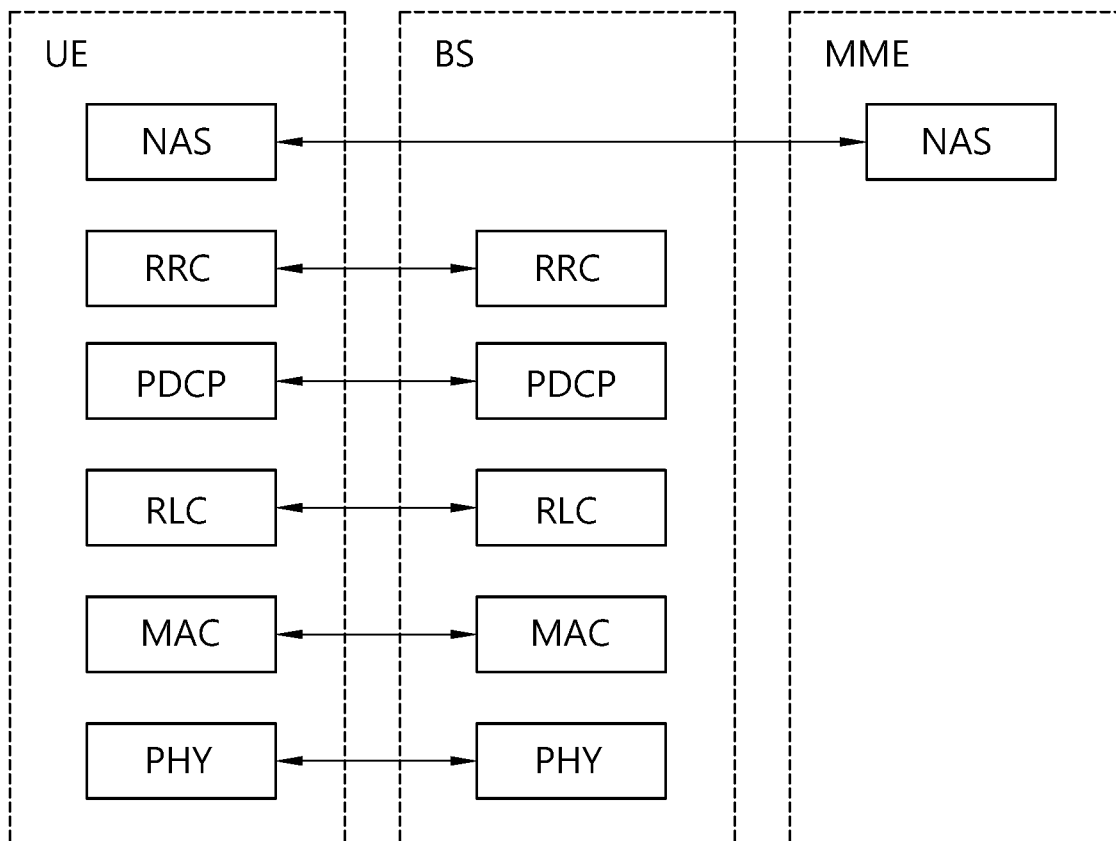 UE BS MME
NAS NAS
RRC RRC
PDCP PDCP
RLC RLC
MAC MAC
PHY PHY